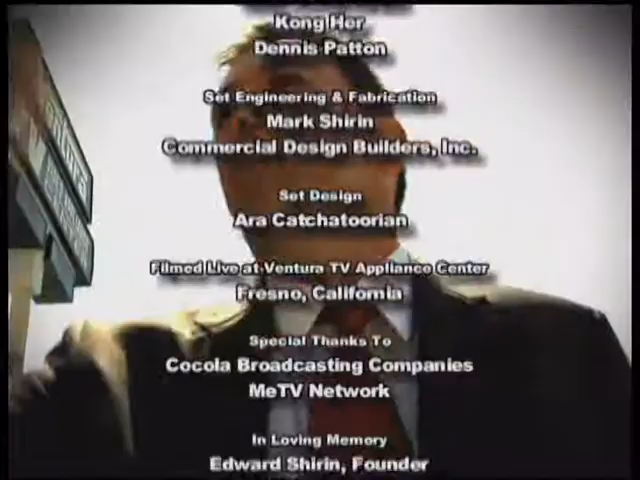 Kong Her
Dennis Patton
Set Engineering & Fabrication
Mark Shirin
Commercial Design Builders, Inc.
Set Design
Ara Catchatoorian
Filmed Live at Ventura TV Appliance Center
Fresno, California
Special Thanks To
Cocola Broadcasting Companies
MeTV Network
In Loving Memory
Edward Shirin, Founder